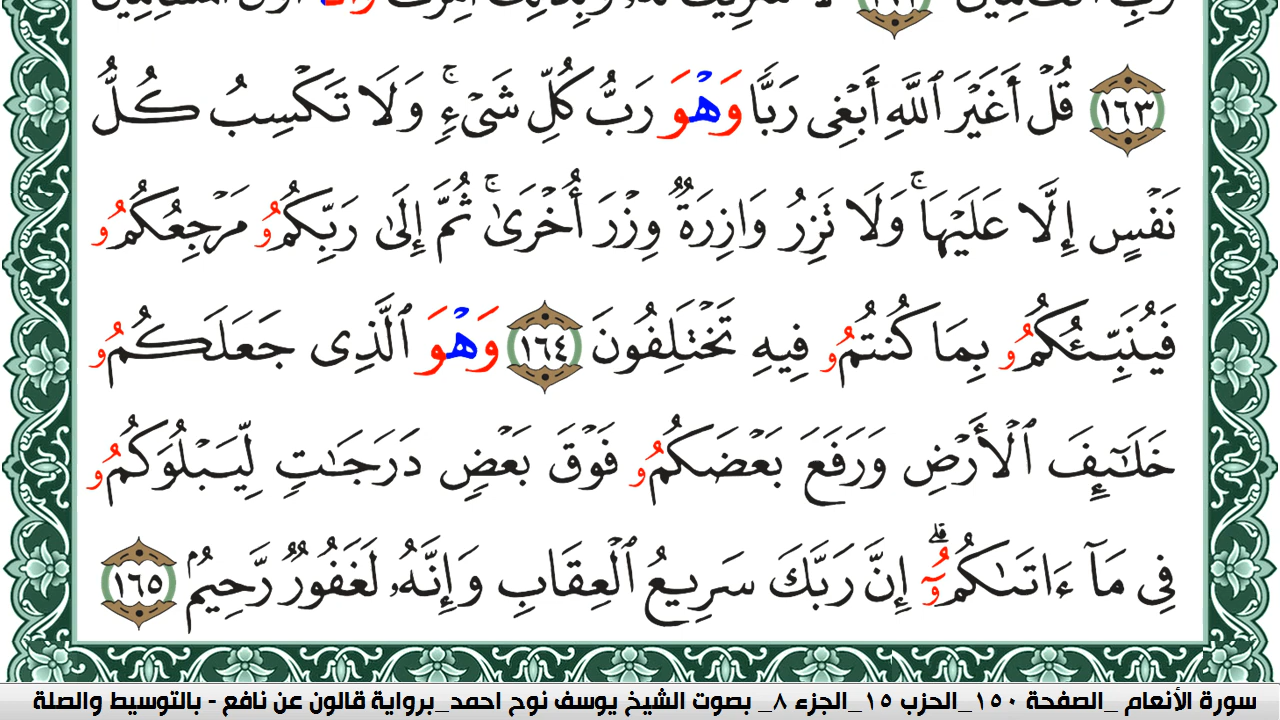 ١٦٣ قُلْ أَغَيْرَ ٱللَّهِ أَبْغِى رَبًّا وَهْوَ رَبُّ كُلِّ شَىْءٍۚ وَلَا تَكْسِبُ كُلُّ
نَفْسٍ إِلَّا عَلَيْهَاۚ وَلَا تَزِرُ وَازِرَةٌ وِزْرَ أُخْرَىٰۚ ثُمَّ إِلَىٰ رَبِّكُمُو مَرْجِعُكُمُو
فَيُنَبِّئُكُمُو بِمَا كُنتُمُو فِيهِ تَخْتَلِفُونَ ١٦٤ وَهْوَ ٱلَّذِى جَعَلَكُمُو
خَلَٰٓئِفَ ٱلْأَرْضِ وَرَفَعَ بَعْضَكُمُو فَوْقَ بَعْضٍ دَرَجَٰتٍ لِّيَبْلُوَكُمُو
فِى مَآ ءَاتَىٰكُمُوٓۗ إِنَّ رَبَّكَ سَرِيعُ ٱلْعِقَابِ وَإِنَّهُۥ لَغَفُورٌ رَّحِيمٌ ١٦٥
سورة الأنعام _الصفحة ١٥٠_الحزب ١٥_الجزء ٨_ بصوت الشيخ يوسف نوح احمد_برواية قالون عن نافع - بالتوسيط والصلة